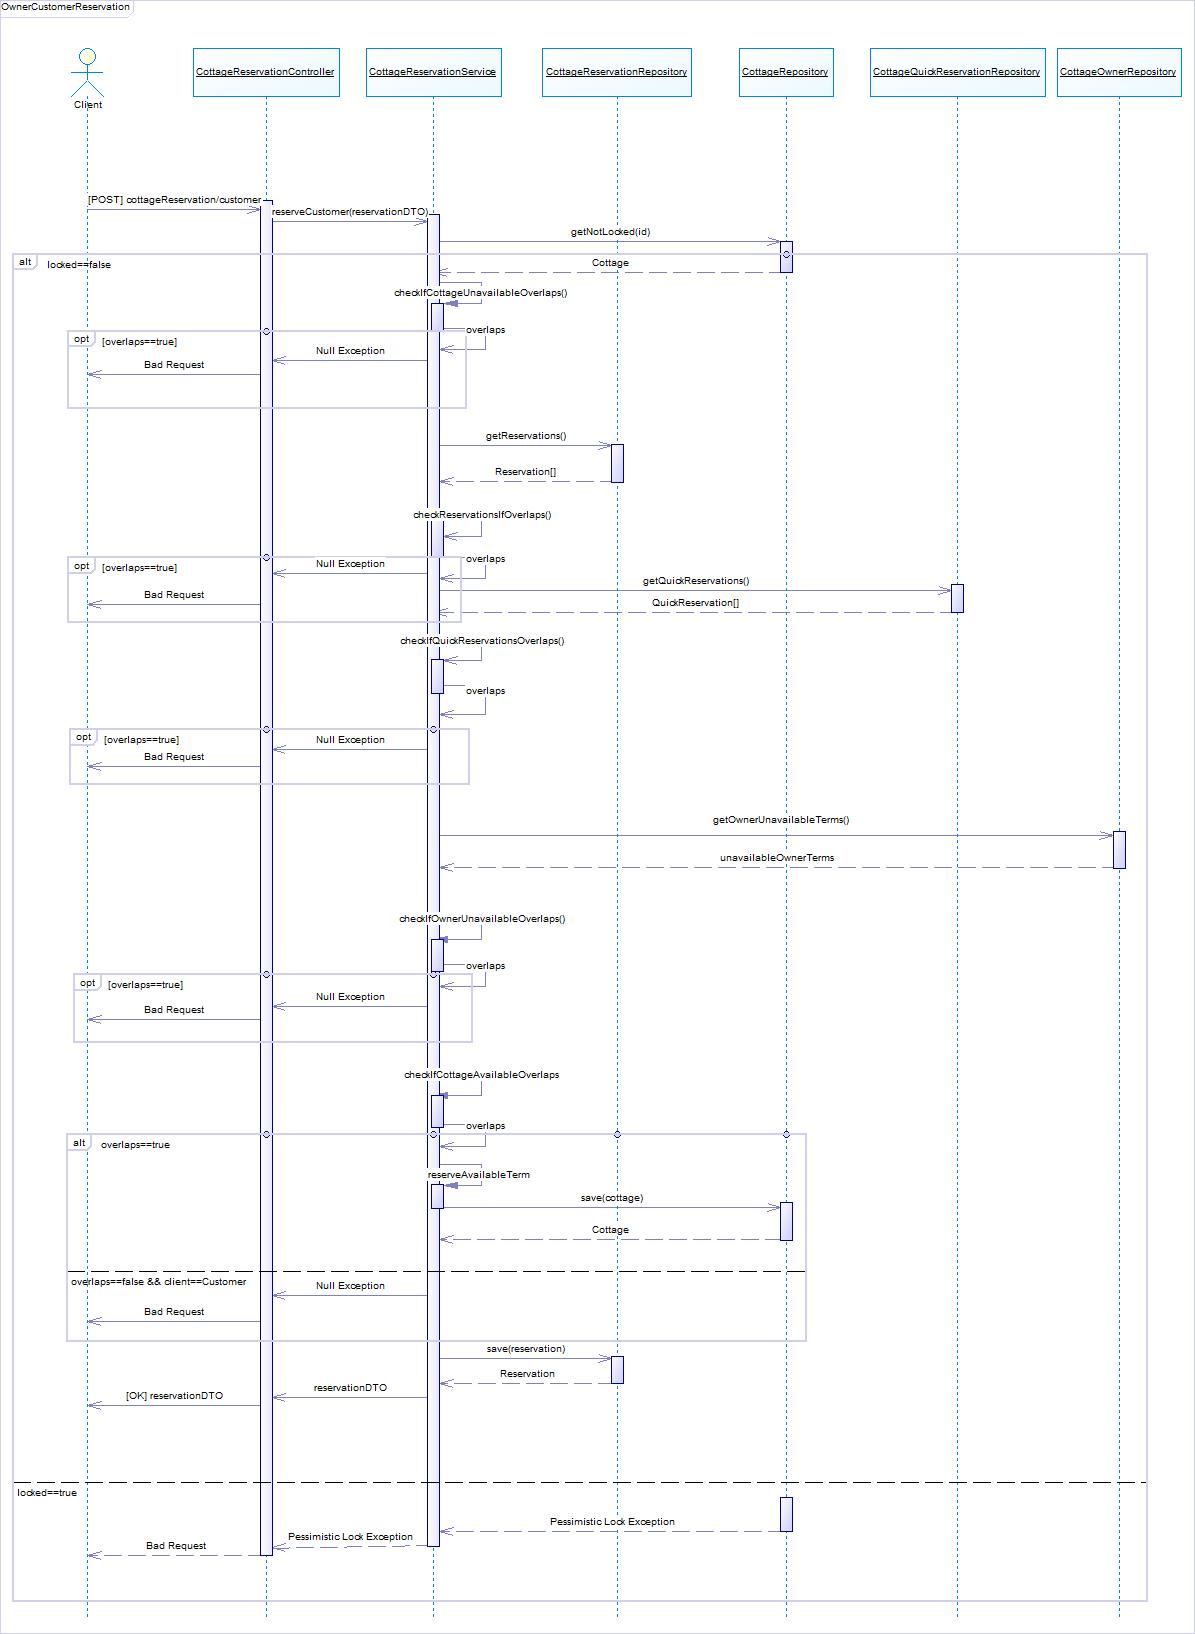 OwnerCustomerReservation
Client
CottageReservationController
CottageReservationService
CottageReservationRepository
CottageRepository
CottageQuickReservationRepository
CottageOwnerRepository
[POST] cottageReservation/customer
reserveCustomer(reservationDTO)
getNotLocked(id)
alt
locked==false
Cottage
checkIfCottageUnavailableOverlaps()
overlaps
opt
[overlaps==true]
Null Exception
Bad Request
getReservations()
Reservation[]
checkReservationsIfOverlaps()
overlaps
opt
[overlaps==true]
Null Exception
Bad Request
getQuickReservations()
QuickReservation[]
checkIfQuickReservationsOverlaps()
overlaps
opt
[overlaps==true]
Null Exception
Bad Request
getOwnerUnavailableTerms()
unavailableOwnerTerms
checkIfOwnerUnavailableOverlaps()
overlaps
opt
[overlaps==true]
Null Exception
Bad Request
checkIfCottageAvailableOverlaps
overlaps
alt
overlaps==true
reserveAvailableTerm
save(cottage)
Cottage
overlaps==false && client==Customer
Null Exception
Bad Request
save(reservation)
Reservation
reservationDTO
[OK] reservationDTO
locked==true
Pessimistic Lock Exception
Pessimistic Lock Exception
Bad Request